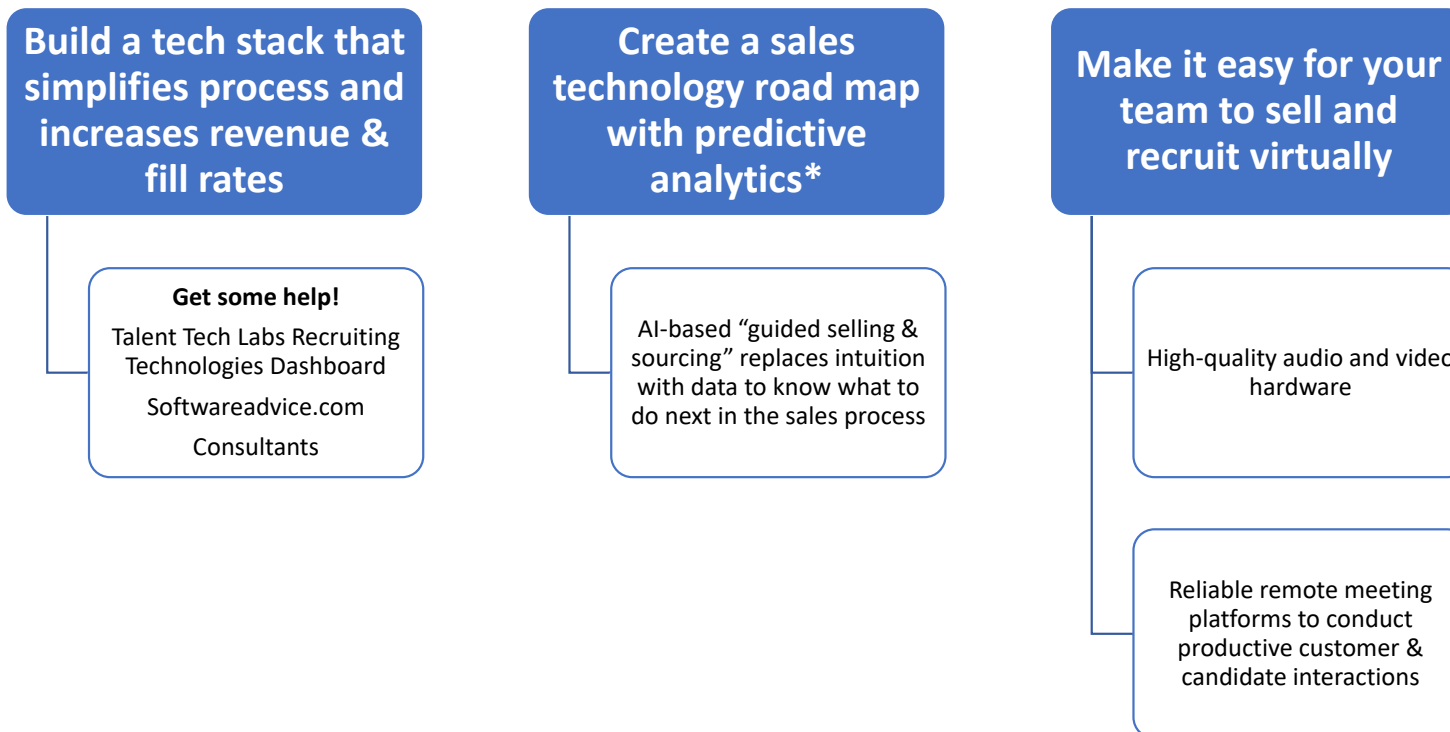 Build a tech stack that
simplifies process and
increases revenue &
fill rates
Get some help!
Talent Tech Labs Recruiting
Technologies Dashboard
Softwareadvice.com
Consultants
Create a sales
technology road map
with predictive
analytics*
AI-based “guided selling &
sourcing” replaces intuition
with data to know what to
do next in the sales process
Make it easy for your
team to sell and
recruit virtually
High-quality audio and video
hardware
Reliable remote meeting
platforms to conduct
productive customer &
candidate interactions